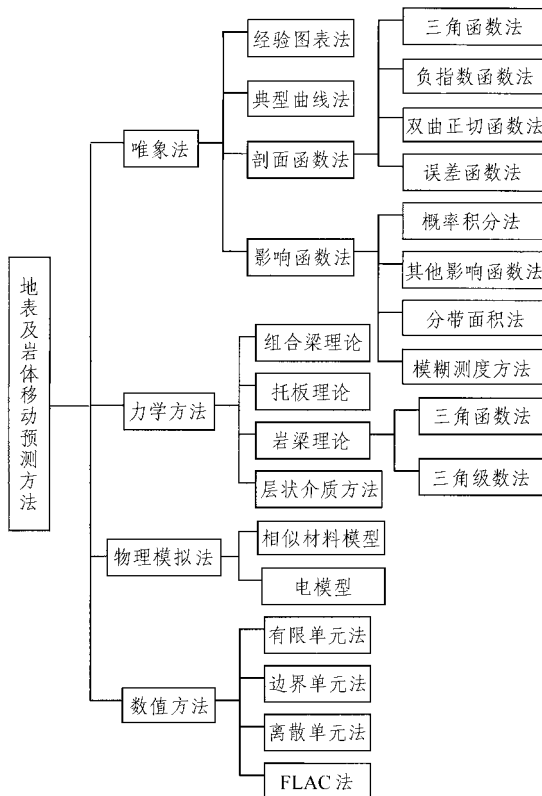 地表及岩体移动预测方法
唯象法
经验图表法
典型曲线法
剖面函数法
三角函数法
负指数函数法
双曲正切函数法
误差函数法
影响函数法
概率积分法
其他影响函数法
分带面积法
模糊测度方法
力学方法
组合梁理论
托板理论
岩梁理论
三角函数法
三角级数法
层状介质方法
物理模拟法
相似材料模型
电模型
数值方法
有限单元法
边界单元法
离散单元法
FLAC 法